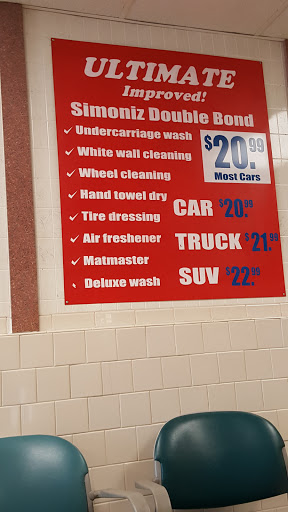 ULTIMATE
Improved!
Simoniz Double Bond
✓ Undercarriage wash
✓ White wall cleaning
✓ Wheel cleaning
✓ Hand towel dry
✓ Tire dressing
✓ Air freshener
✓ Matmaster
Deluxe wash
$20.99
Most Cars
CAR $20.99
TRUCK $21.99
SUV $22.99